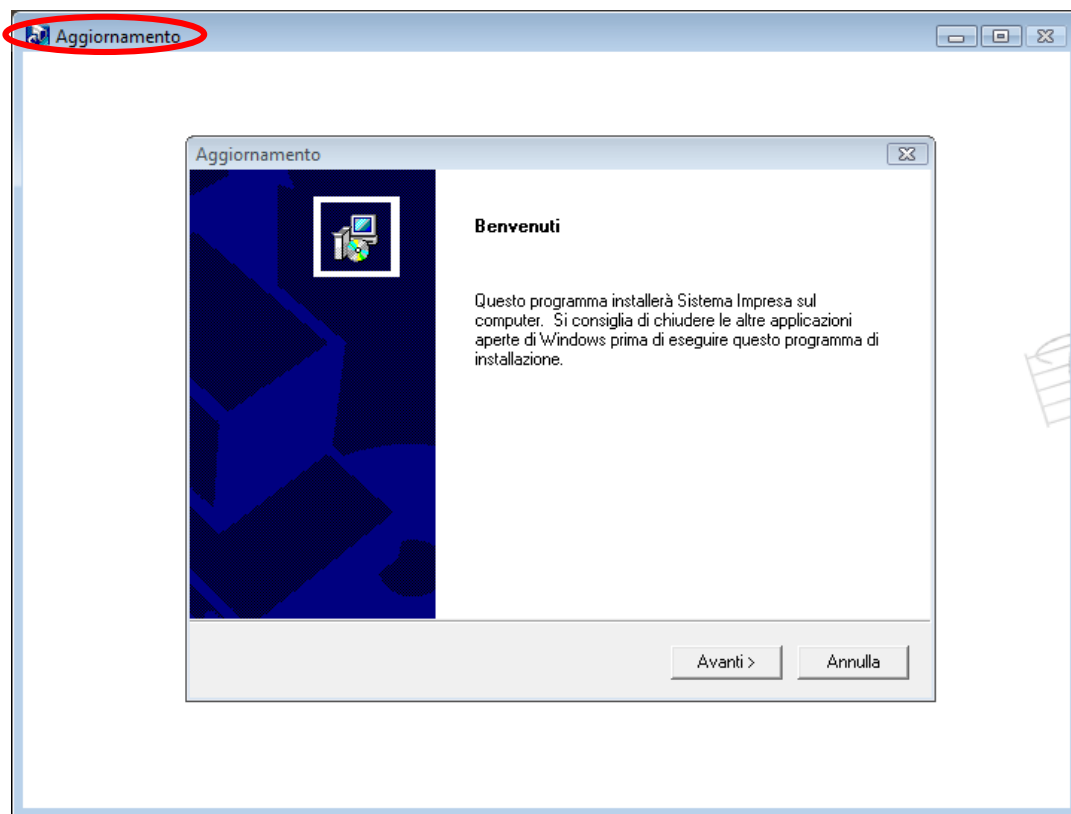 Aggiornamento
Aggiornamento
Benvenuti
Questo programma installerà Sistema Impresa sul
computer. Si consiglia di chiudere le altre applicazioni
aperte di Windows prima di eseguire questo programma di
installazione.
Avanti >
Annulla